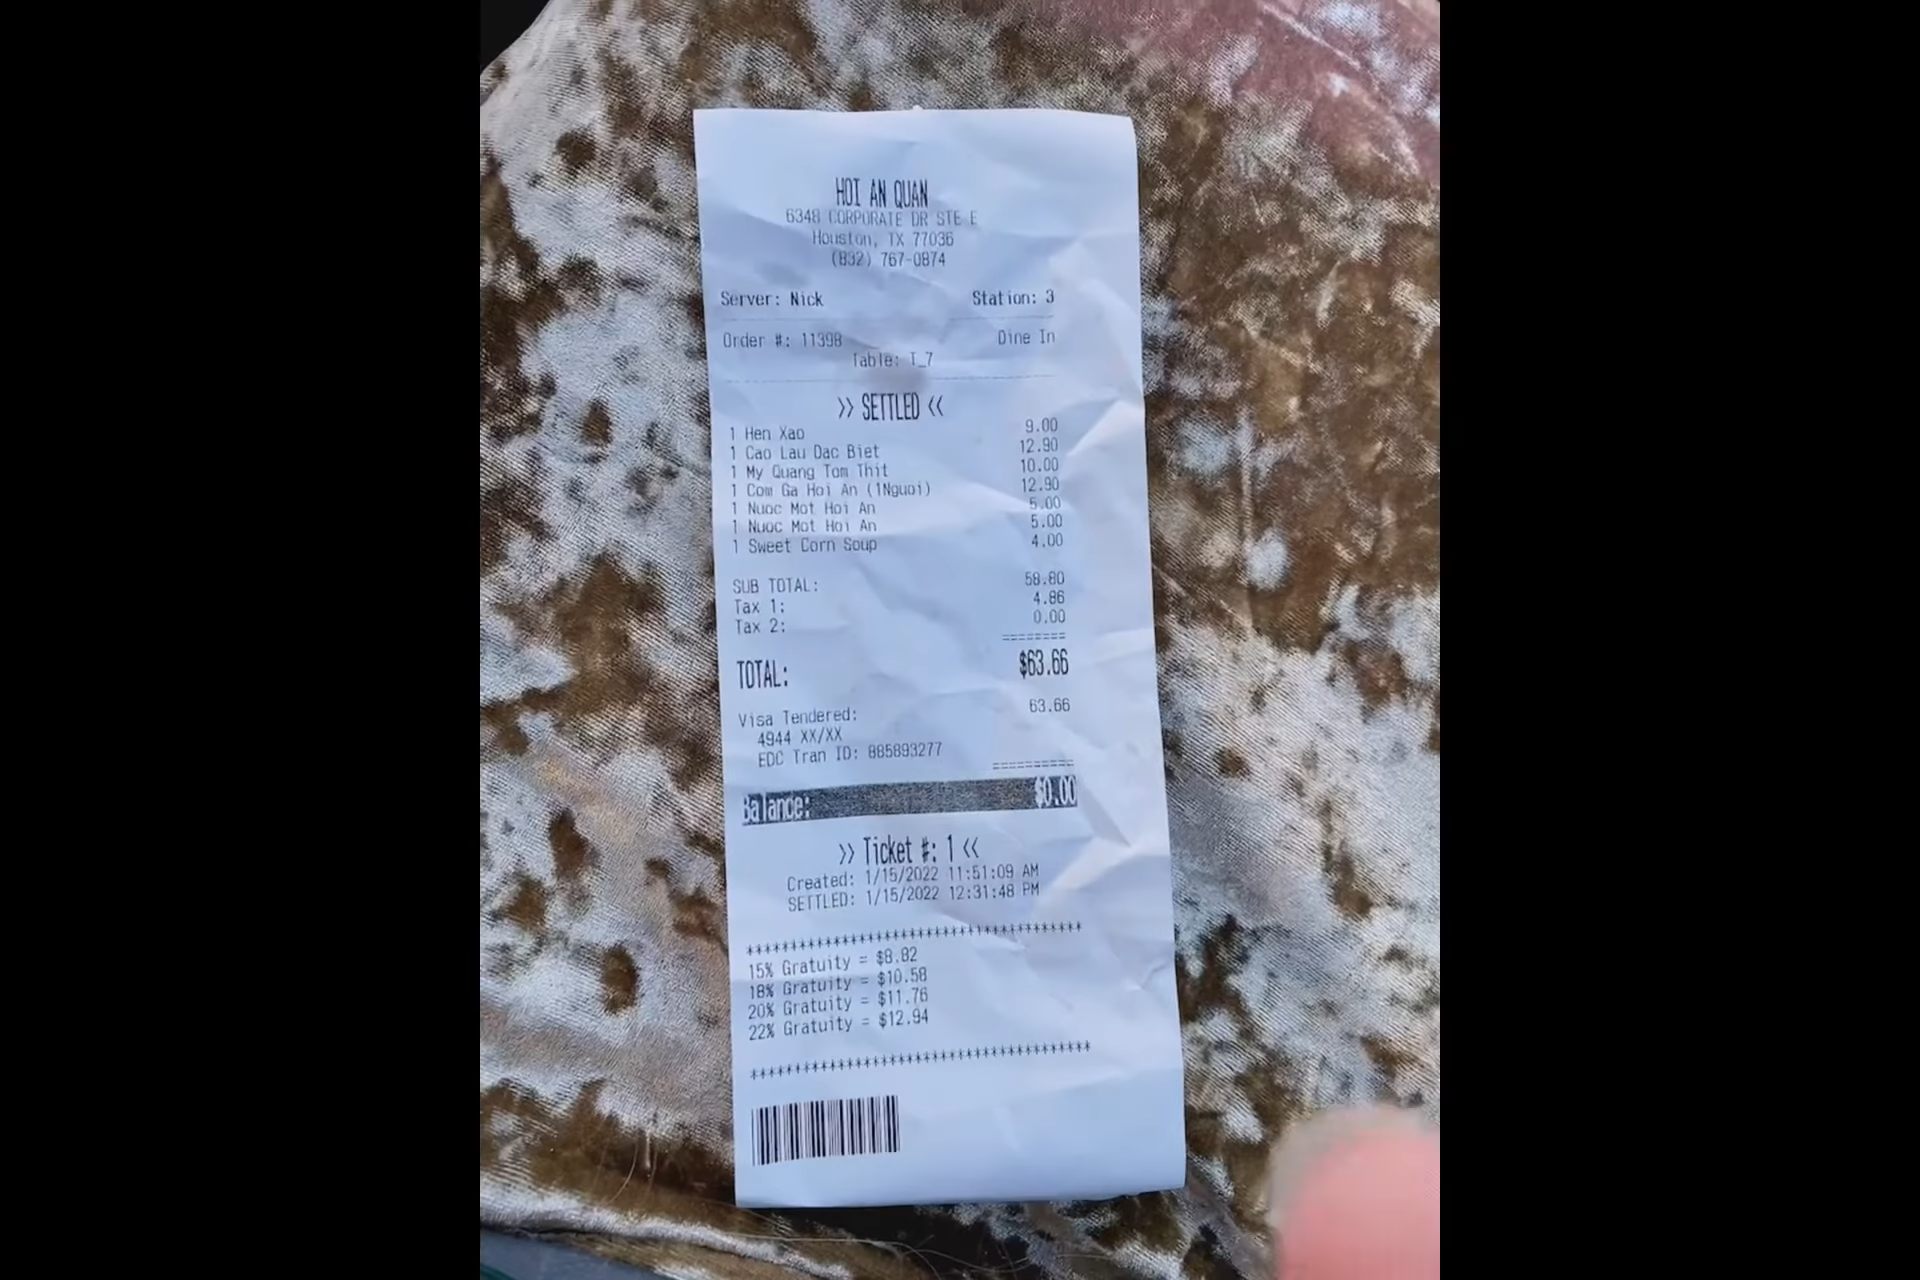 HOI AN QUAN
6348 CORPORATE DR STE E
Houston, TX 77036
(832) 767-0874
Server: Nick Station: 3
Order #: 11398 Dine In
Table: T_7
>> SETTLED <<
1 Hen Xao 9.00
1 Cao Lau Dac Biet 12.90
1 My Quang Tom Thit 10.00
1 Com Ga Hoi An (1Nguoi) 12.90
1 Nuoc Mot Hoi An 5.00
1 Nuoc Mot Hoi An 5.00
1 Sweet Corn Soup 4.00
SUB TOTAL: 58.80
Tax 1: 4.86
Tax 2: 0.00
========
TOTAL: $63.66
Visa Tendered: 63.66
4944 XX/XX
EDC Tran ID: 885893277
==========
Balance: $0.00
>> Ticket #: 1 <<
Created: 1/15/2022 11:51:09 AM
SETTLED: 1/15/2022 12:31:48 PM
***************************************
15% Gratuity = $8.82
18% Gratuity = $10.58
20% Gratuity = $11.76
22% Gratuity = $12.94
***************************************